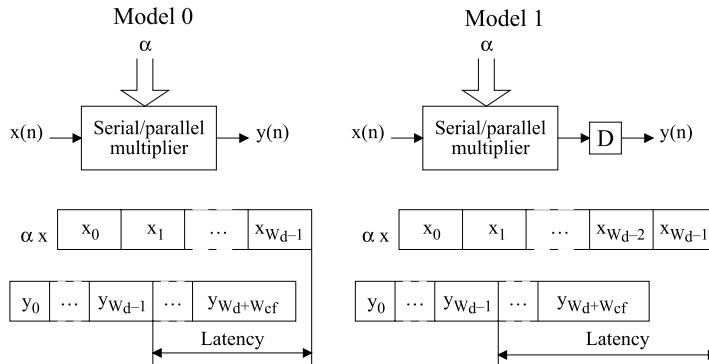 Model 0
α
x(n)
Serial/parallel
multiplier
y(n)
α x
x0
x1
...
xWd–1
y0
...
yWd–1
...
yWd+Wcf
Latency
Model 1
α
x(n)
Serial/parallel
multiplier
D
y(n)
α x
x0
x1
...
xWd–2
xWd–1
y0
...
yWd–1
...
yWd+Wcf
Latency